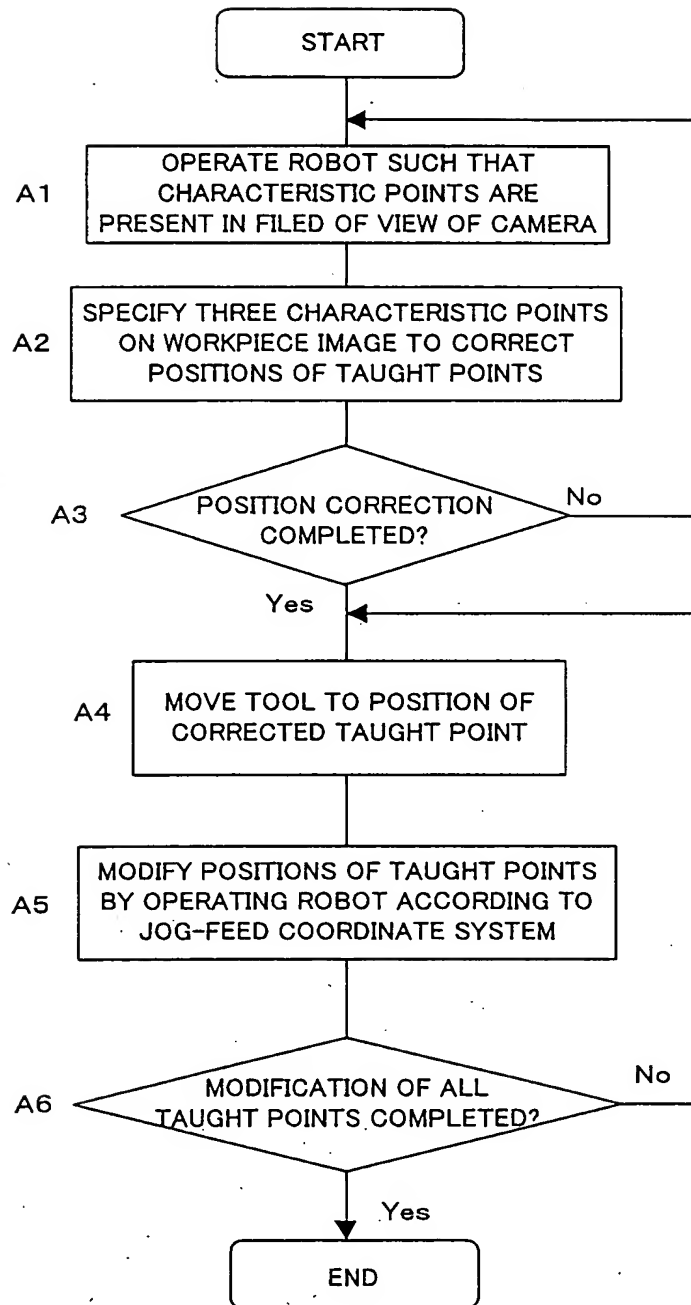 START
A1
OPERATE ROBOT SUCH THAT
CHARACTERISTIC POINTS ARE
PRESENT IN FILED OF VIEW OF CAMERA
A2
SPECIFY THREE CHARACTERISTIC POINTS
ON WORKPIECE IMAGE TO CORRECT
POSITIONS OF TAUGHT POINTS
A3
POSITION CORRECTION
COMPLETED?
No
Yes
A4
MOVE TOOL TO POSITION OF
CORRECTED TAUGHT POINT
A5
MODIFY POSITIONS OF TAUGHT POINTS
BY OPERATING ROBOT ACCORDING TO
JOG-FEED COORDINATE SYSTEM
A6
MODIFICATION OF ALL
TAUGHT POINTS COMPLETED?
No
Yes
END